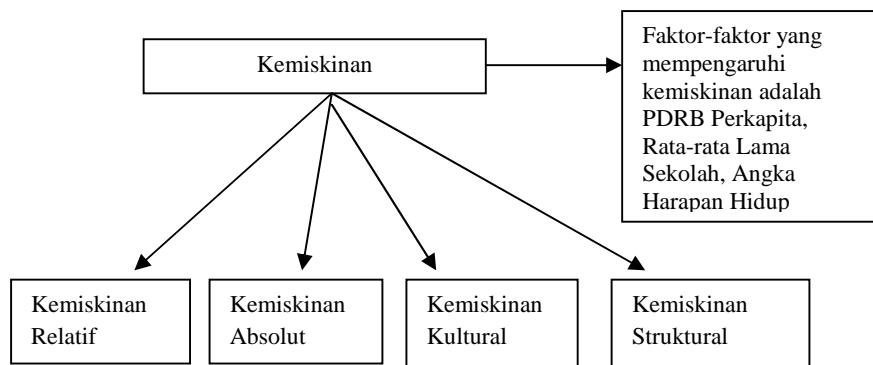 Kemiskinan
Faktor-faktor yang
mempengaruhi
kemiskinan adalah
PDRB Perkapita,
Rata-rata Lama
Sekolah, Angka
Harapan Hidup
Kemiskinan
Relatif
Kemiskinan
Absolut
Kemiskinan
Kultural
Kemiskinan
Struktural